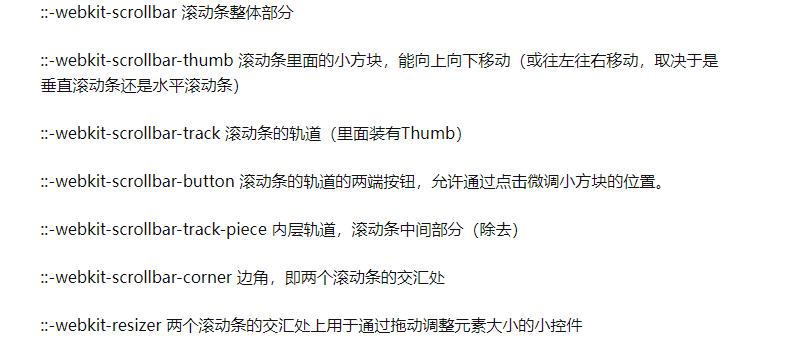 ::-webkit-scrollbar 滚动条整体部分
::-webkit-scrollbar-thumb 滚动条里面的小方块，能向上向下移动（或往左往右移动，取决于是
垂直滚动条还是水平滚动条）
::-webkit-scrollbar-track 滚动条的轨道（里面装有Thumb）
::-webkit-scrollbar-button 滚动条的轨道的两端按钮，允许通过点击微调小方块的位置。
::-webkit-scrollbar-track-piece 内层轨道，滚动条中间部分（除去）
::-webkit-scrollbar-corner 边角，即两个滚动条的交汇处
::-webkit-resizer 两个滚动条的交汇处上用于通过拖动调整元素大小的小控件